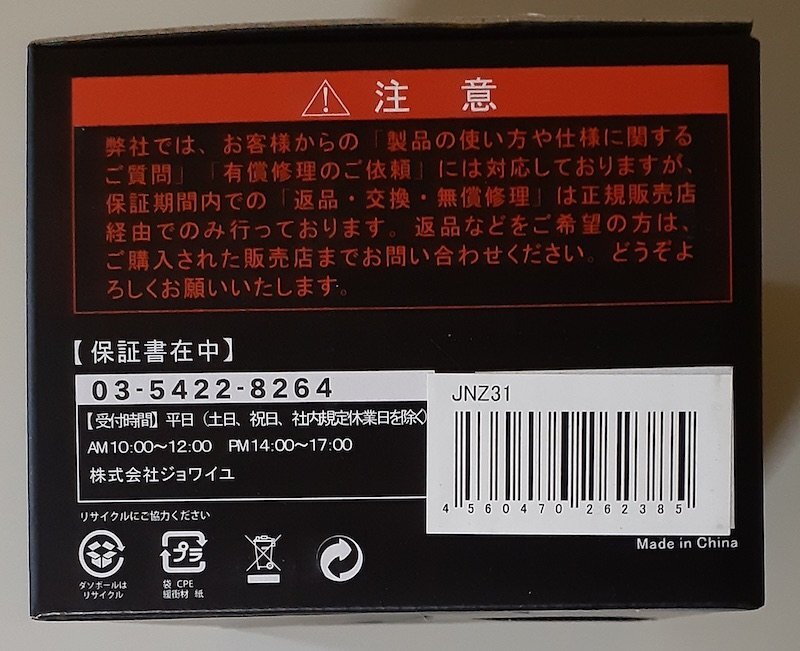 注 意
弊社では、お客様からの「製品の使い方や仕様に関する
ご質問」「有償修理のご依頼」には対応しておりますが、
保証期間内での「返品・交換・無償修理」は正規販売店
経由でのみ行っております。返品などをご希望の方は、
ご購入された販売店までお問い合わせください。どうぞよ
ろしくお願いいたします。
【保証書在中】
03-5422-8264
【受付時間】平日（土日、祝日、社内規定休業日を除く）
AM10:00〜12:00 PM14:00〜17:00
株式会社ジョワイユ
JNZ31
4560470262385
Made in China
リサイクルにご協力ください
プラ
ダンボールは
リサイクル
袋 CPE
緩衝材 紙